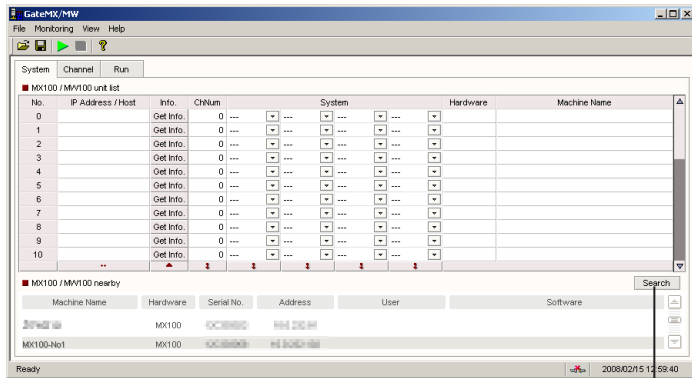 GateMX/MW
File Monitoring View Help
System Channel Run
MX100 / MW100 unit list
No. IP Address / Host Info. ChNum System Hardware Machine Name
0 Get Info. 0 --- --- --- ---
1 Get Info. 0 --- --- --- ---
2 Get Info. 0 --- --- --- ---
3 Get Info. 0 --- --- --- ---
4 Get Info. 0 --- --- --- ---
5 Get Info. 0 --- --- --- ---
6 Get Info. 0 --- --- --- ---
7 Get Info. 0 --- --- --- ---
8 Get Info. 0 --- --- --- ---
9 Get Info. 0 --- --- --- ---
10 Get Info. 0 --- --- --- ---
MX100 / MW100 nearby Search
Machine Name Hardware Serial No. Address User Software
MX100
MX100-No1 MX100
Ready 2008/02/15 12:59:40